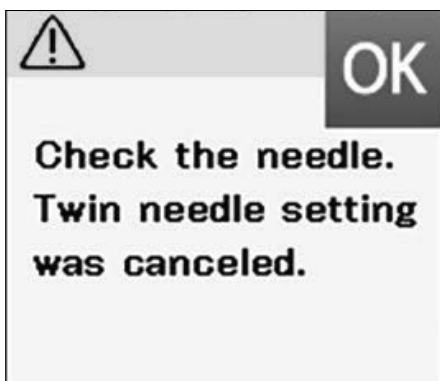 OK
Check the needle.
Twin needle setting
was canceled.